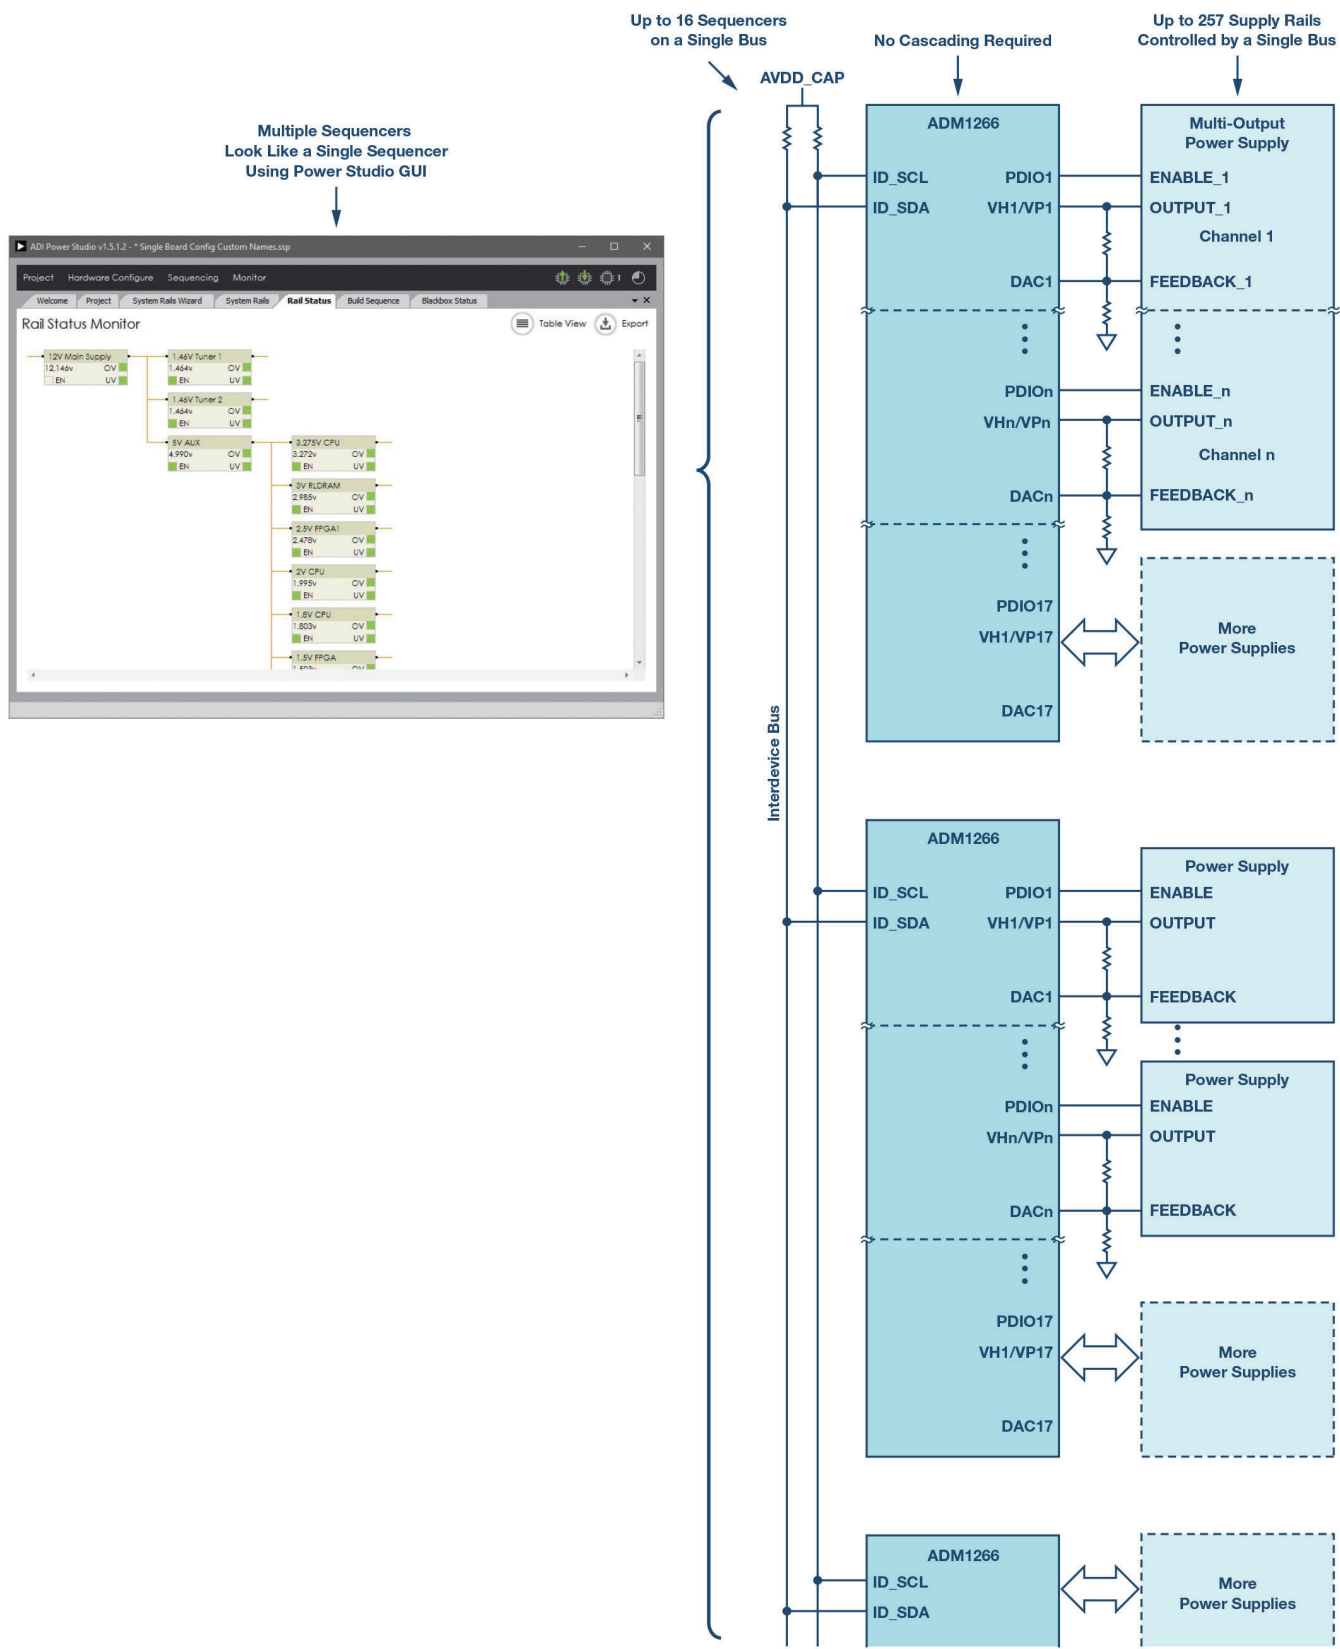 Up to 16 Sequencers
on a Single Bus
No Cascading Required
Up to 257 Supply Rails
Controlled by a Single Bus
AVDD_CAP
Multiple Sequencers
Look Like a Single Sequencer
Using Power Studio GUI
ADI Power Studio v1.5.1.2 - * Single Board Config Custom Names.ssp
Project Hardware Configure Sequencing Monitor
1
Welcome Project System Rails Wizard System Rails Rail Status Build Sequence Blackbox Status
Rail Status Monitor
Table View
Export
12V Main Supply
12.146v OV
EN UV
1.46V Tuner 1
1.464v OV
EN UV
1.46V Tuner 2
1.464v OV
EN UV
5V AUX
4.990v OV
EN UV
3.275V CPU
3.272v OV
EN UV
3V RLDRAM
2.985v OV
EN UV
2.5V FPGA1
2.478v OV
EN UV
2V CPU
1.995v OV
EN UV
1.8V CPU
1.803v OV
EN UV
1.5V FPGA
1.503v OV
Interdevice Bus
ADM1266
ID_SCL
ID_SDA
PDIO1
VH1/VP1
DAC1
PDIOn
VHn/VPn
DACn
PDIO17
VH1/VP17
DAC17
Multi-Output
Power Supply
ENABLE_1
OUTPUT_1
Channel 1
FEEDBACK_1
ENABLE_n
OUTPUT_n
Channel n
FEEDBACK_n
More
Power Supplies
ADM1266
ID_SCL
ID_SDA
PDIO1
VH1/VP1
DAC1
PDIOn
VHn/VPn
DACn
PDIO17
VH1/VP17
DAC17
Power Supply
ENABLE
OUTPUT
FEEDBACK
Power Supply
ENABLE
OUTPUT
FEEDBACK
More
Power Supplies
ADM1266
ID_SCL
ID_SDA
More
Power Supplies